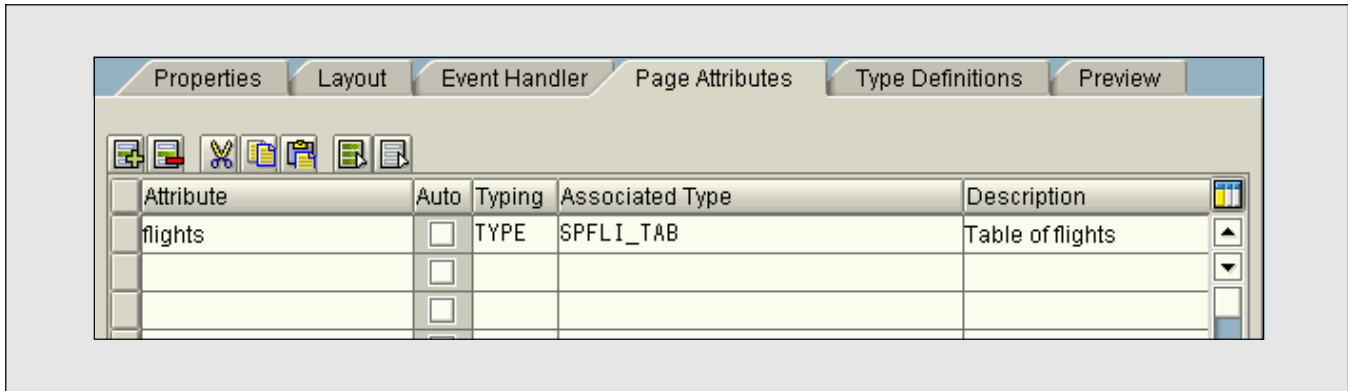 Properties Layout Event Handler Page Attributes Type Definitions Preview
Attribute Auto Typing Associated Type Description
flights TYPE SPFLI_TAB Table of flights